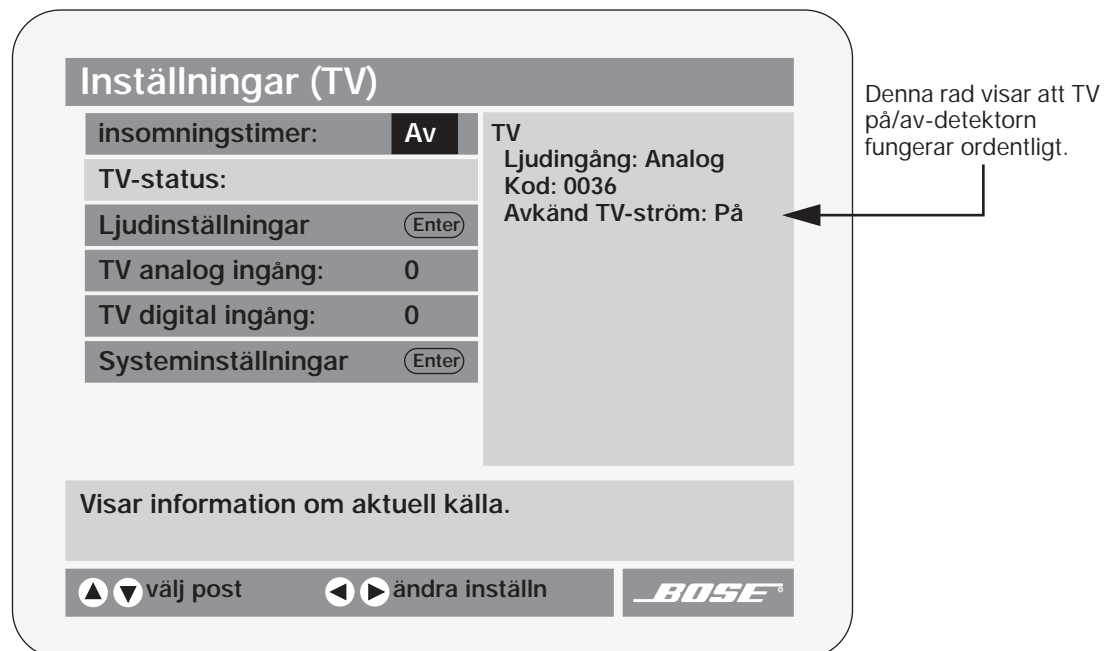 Inställningar (TV)
insomningstimer: Av
TV-status:
Ljudinställningar Enter
TV analog ingång: 0
TV digital ingång: 0
Systeminställningar Enter
TV
Ljudingång: Analog
Kod: 0036
Avkänd TV-ström: På
Denna rad visar att TV
på/av-detektorn
fungerar ordentligt.
Visar information om aktuell källa.
välj post ändra inställn BOSE®